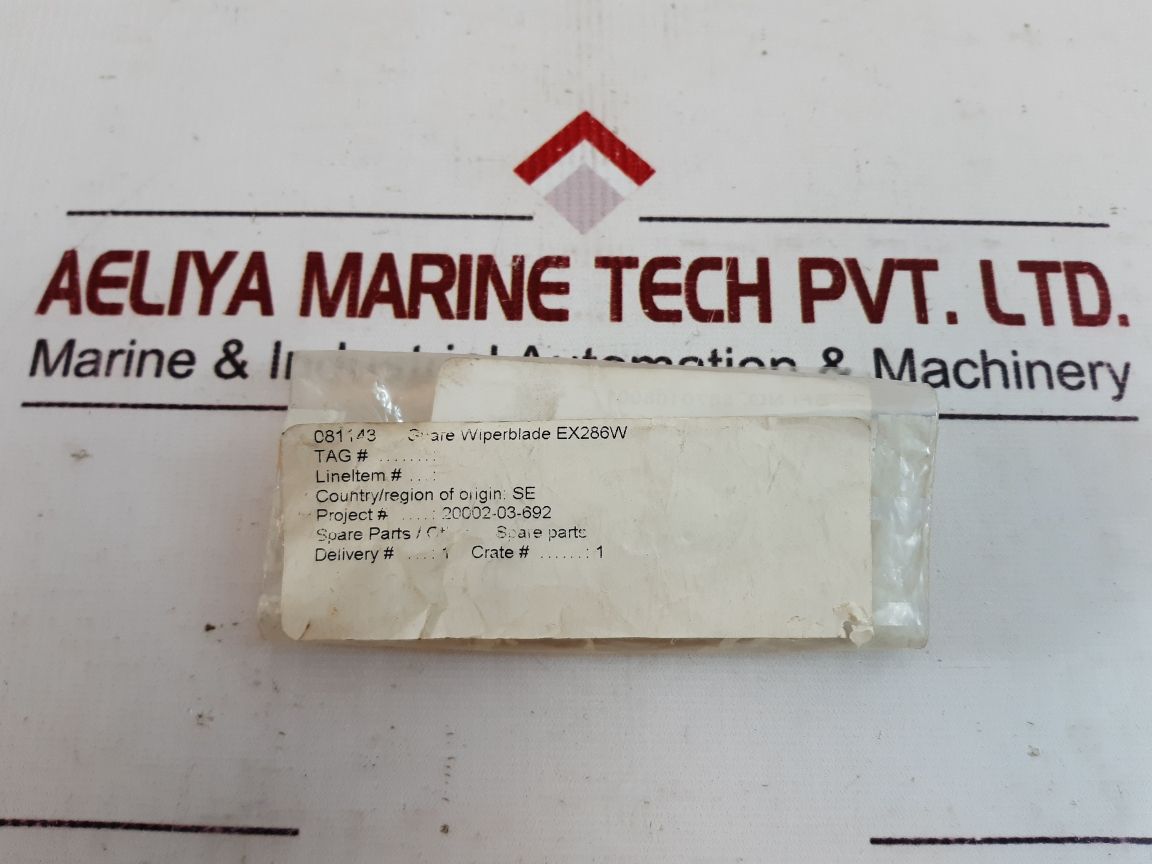 AELIYA MARINE TECH PVT. LTD.
Marine & Industrial Automation & Machinery
081143 Spare Wiperblade EX286W
TAG # ........:
LineItem # ...:
Country/region of origin: SE
Project # ....: 20002-03-692
Spare Parts / Spare parts
Delivery # ....: 1 Crate # ......: 1